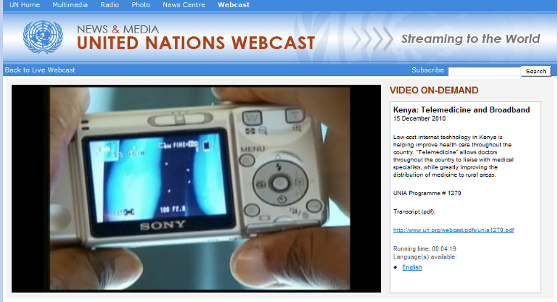 UN Home Multimedia Radio Photo News Centre Webcast
NEWS & MEDIA
UNITED NATIONS WEBCAST
Streaming to the World
Back to Live Webcast
Subscribe
Search
VIDEO ON-DEMAND
Kenya: Telemedicine and Broadband
15 December 2010
Low-cost internet technology in Kenya is
helping improve health care throughout the
country. "Telemedicine" allows doctors
throughout the country to liaise with medical
specialists, while greatly improving the
distribution of medicine to rural areas.
UNIA Programme # 1270
Transcript (pdf):
http://www.un.org/webcast/pdfs/unia1270.pdf
Running time: 00:04:19
Language(s) available:
English
FINE
MENU
100 F2.8
SONY